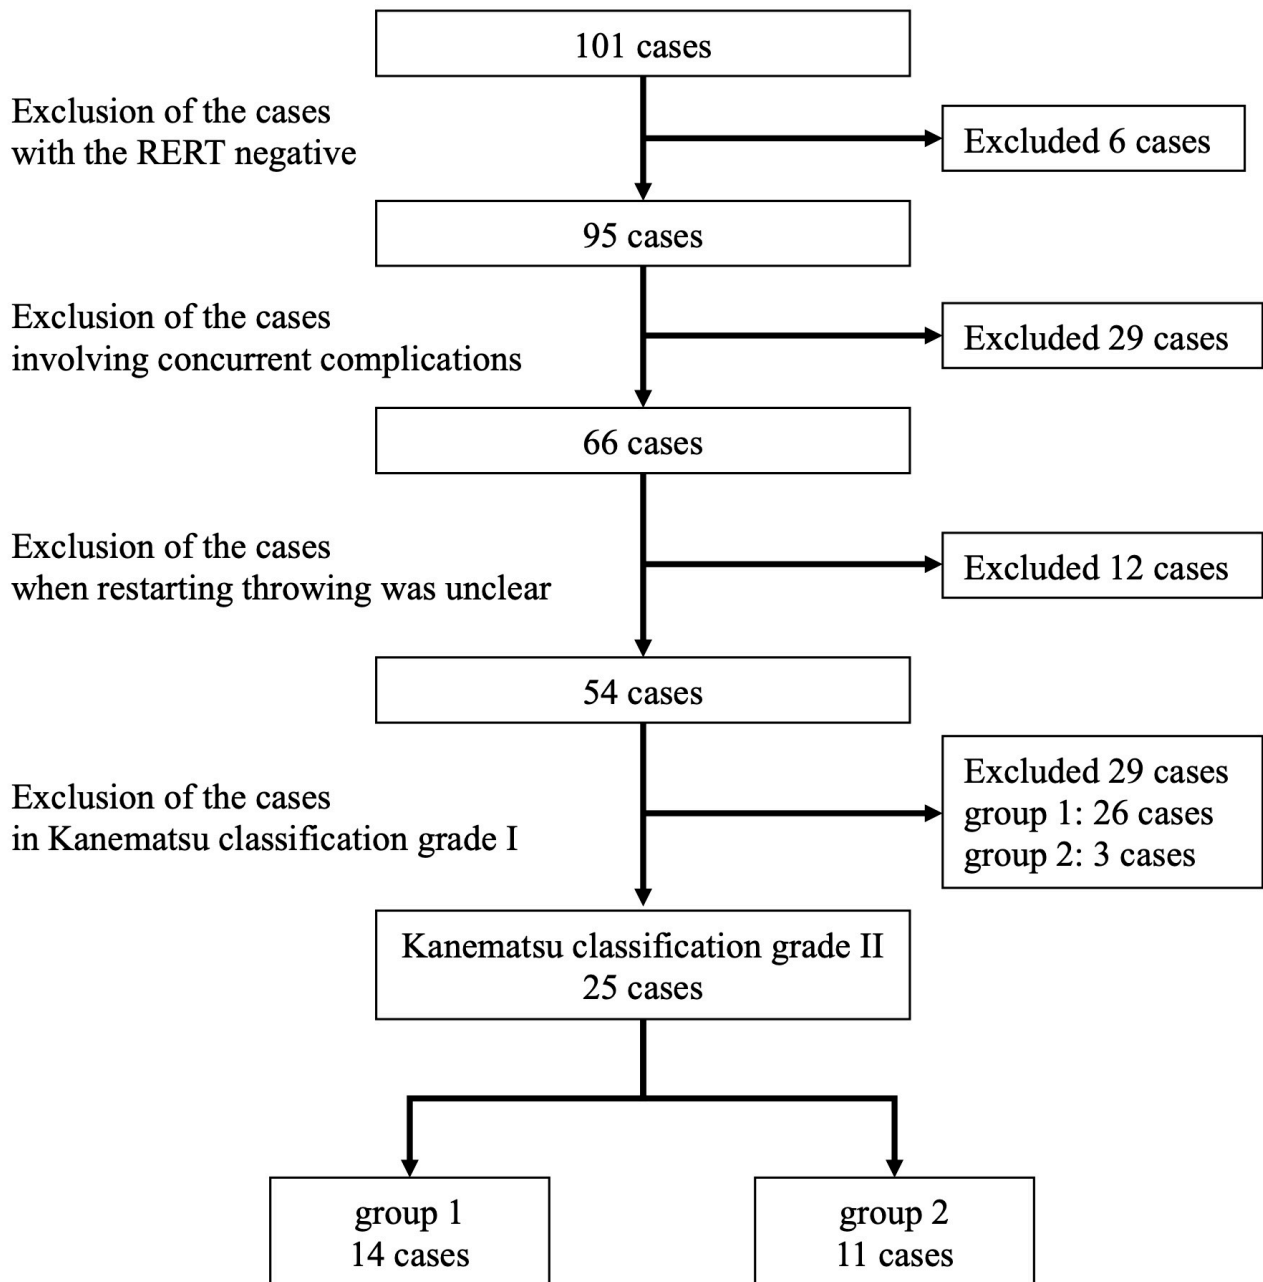 101 cases
Exclusion of the cases
with the RERT negative
Excluded 6 cases
95 cases
Exclusion of the cases
involving concurrent complications
Excluded 29 cases
66 cases
Exclusion of the cases
when restarting throwing was unclear
Excluded 12 cases
54 cases
Exclusion of the cases
in Kanematsu classification grade I
Excluded 29 cases
group 1: 26 cases
group 2: 3 cases
Kanematsu classification grade II
25 cases
group 1
14 cases
group 2
11 cases